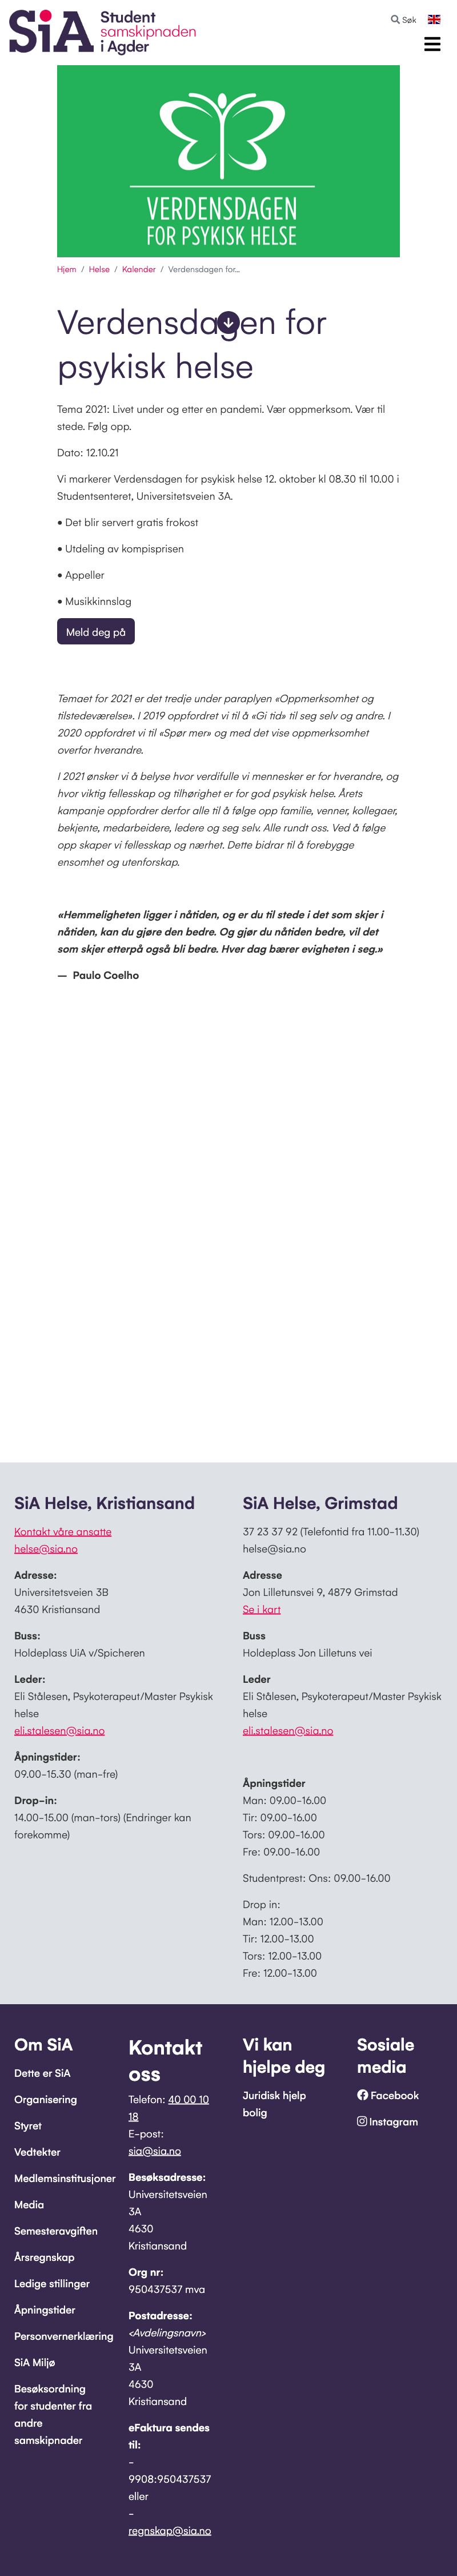 SiA Student
samskipnaden
i Agder
Søk
VERDENSDAGEN
FOR PSYKISK HELSE
Hjem / Helse / Kalender / Verdensdagen for...
Verdensdagen for
psykisk helse
Tema 2021: Livet under og etter en pandemi. Vær oppmerksom. Vær til
stede. Følg opp.
Dato: 12.10.21
Vi markerer Verdensdagen for psykisk helse 12. oktober kl 08.30 til 10.00 i
Studentsenteret, Universitetsveien 3A.
• Det blir servert gratis frokost
• Utdeling av kompisprisen
• Appeller
• Musikkinnslag
Meld deg på
Temaet for 2021 er det tredje under paraplyen «Oppmerksomhet og
tilstedeværelse». I 2019 oppfordret vi til å «Gi tid» til seg selv og andre. I
2020 oppfordret vi til «Spør mer» og med det vise oppmerksomhet
overfor hverandre.
I 2021 ønsker vi å belyse hvor verdifulle vi mennesker er for hverandre, og
hvor viktig fellesskap og tilhørighet er for god psykisk helse. Årets
kampanje oppfordrer derfor alle til å følge opp familie, venner, kollegaer,
bekjente, medarbeidere, ledere og seg selv. Alle rundt oss. Ved å følge
opp skaper vi fellesskap og nærhet. Dette bidrar til å forebygge
ensomhet og utenforskap.
«Hemmeligheten ligger i nåtiden, og er du til stede i det som skjer i
nåtiden, kan du gjøre den bedre. Og gjør du nåtiden bedre, vil det
som skjer etterpå også bli bedre. Hver dag bærer evigheten i seg.»
— Paulo Coelho
SiA Helse, Kristiansand
Kontakt våre ansatte
helse@sia.no
Adresse:
Universitetsveien 3B
4630 Kristiansand
Buss:
Holdeplass UiA v/Spicheren
Leder:
Eli Stålesen, Psykoterapeut/Master Psykisk
helse
eli.stalesen@sia.no
Åpningstider:
09.00-15.30 (man-fre)
Drop-in:
14.00-15.00 (man-tors) (Endringer kan
forekomme)
SiA Helse, Grimstad
37 23 37 92 (Telefontid fra 11.00-11.30)
helse@sia.no
Adresse
Jon Lilletunsvei 9, 4879 Grimstad
Se i kart
Buss
Holdeplass Jon Lilletuns vei
Leder
Eli Stålesen, Psykoterapeut/Master Psykisk
helse
eli.stalesen@sia.no
Åpningstider
Man: 09.00-16.00
Tir: 09.00-16.00
Tors: 09.00-16.00
Fre: 09.00-16.00
Studentprest: Ons: 09.00-16.00
Drop in:
Man: 12.00-13.00
Tir: 12.00-13.00
Tors: 12.00-13.00
Fre: 12.00-13.00
Om SiA
Dette er SiA
Organisering
Styret
Vedtekter
Medlemsinstitusjoner
Media
Semesteravgiften
Årsregnskap
Ledige stillinger
Åpningstider
Personvernerklæring
SiA Miljø
Besøksordning
for studenter fra
andre
samskipnader
Kontakt
oss
Telefon: 40 00 10
18
E-post:
sia@sia.no
Besøksadresse:
Universitetsveien
3A
4630
Kristiansand
Org nr:
950437537 mva
Postadresse:
<Avdelingsnavn>
Universitetsveien
3A
4630
Kristiansand
eFaktura sendes
til:
-
9908:950437537
eller
-
regnskap@sia.no
Vi kan
hjelpe deg
Juridisk hjelp
bolig
Sosiale
media
Facebook
Instagram